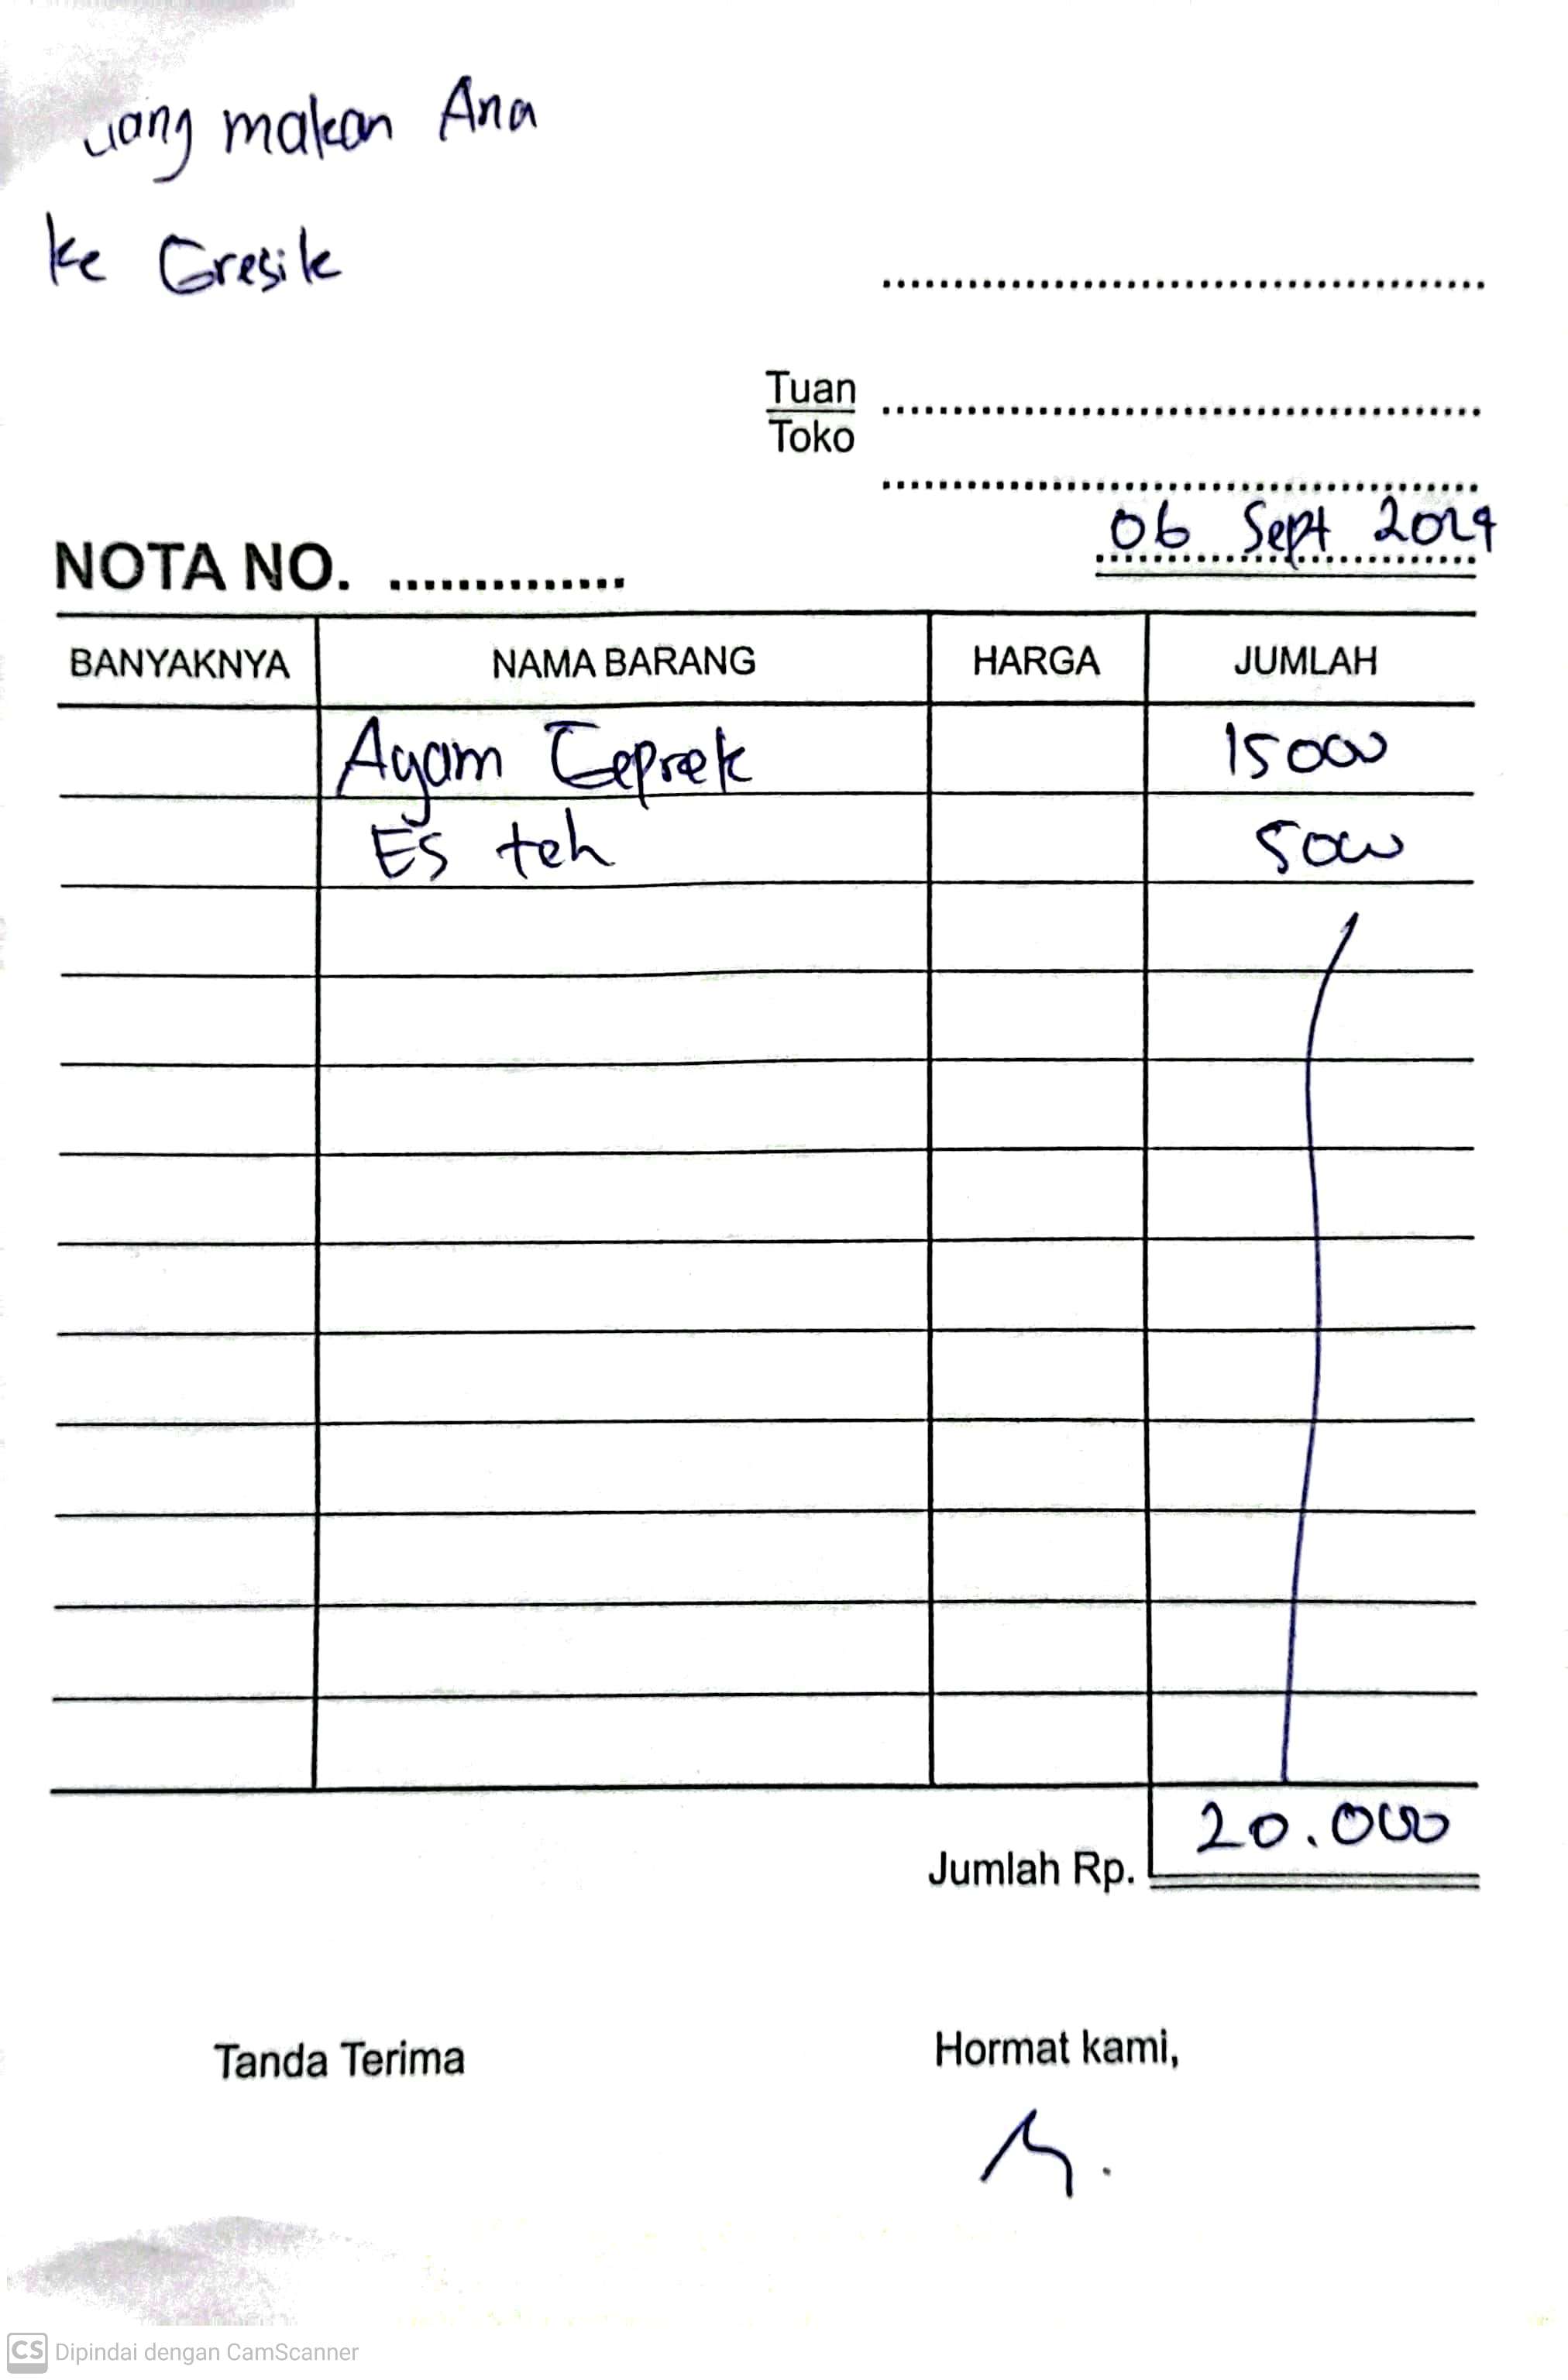 uang makan Ana
ke Gresik
Tuan
Toko
06 Sept 2024
NOTA NO. ...............
BANYAKNYA NAMA BARANG HARGA JUMLAH
Ayam Geprek 15000
Es teh 5000
Jumlah Rp. 20.000
Tanda Terima Hormat kami,
CS Dipindai dengan CamScanner